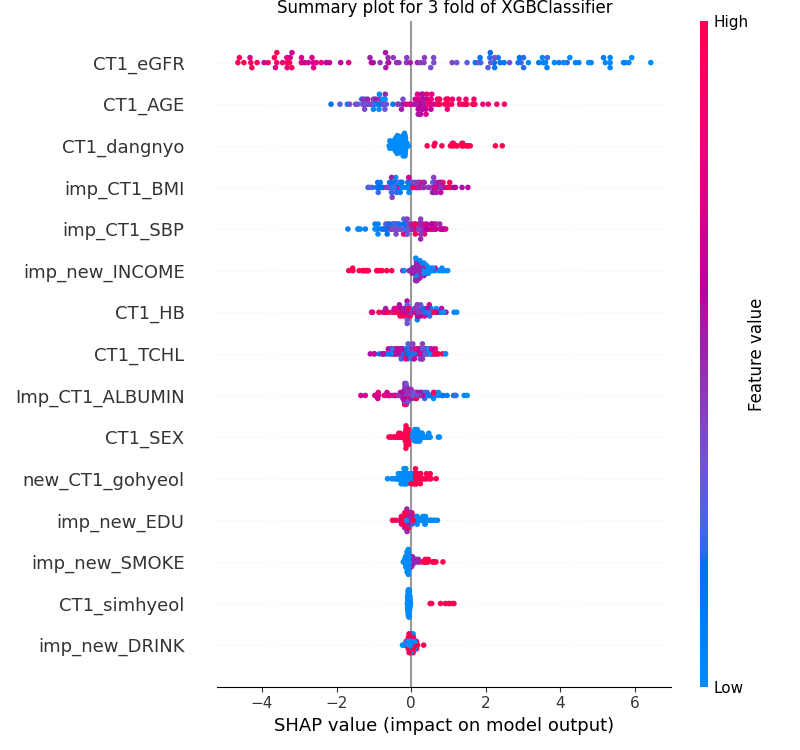 Summary plot for 3 fold of XGBClassifier
High
CT1_eGFR
CT1_AGE
CT1_dangnyo
imp_CT1_BMI
imp_CT1_SBP
imp_new_INCOME
CT1_HB
CT1_TCHL
Imp_CT1_ALBUMIN
CT1_SEX
new_CT1_gohyeol
imp_new_EDU
imp_new_SMOKE
CT1_simhyeol
imp_new_DRINK
Feature value
Low
−4 −2 0 2 4 6
SHAP value (impact on model output)